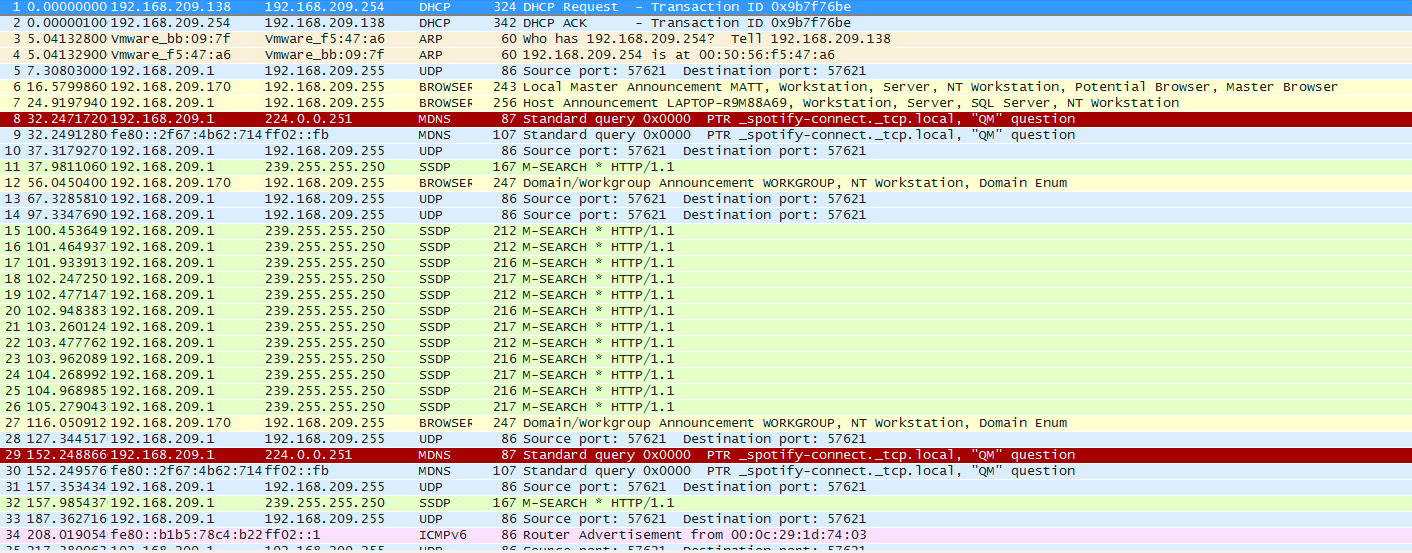 1 0.00000000 192.168.209.138 192.168.209.254 DHCP 324 DHCP Request - Transaction ID 0x9b7f76be
2 0.00000100 192.168.209.254 192.168.209.138 DHCP 342 DHCP ACK - Transaction ID 0x9b7f76be
3 5.04132800 Vmware_bb:09:7f Vmware_f5:47:a6 ARP 60 Who has 192.168.209.254? Tell 192.168.209.138
4 5.04132900 Vmware_f5:47:a6 Vmware_bb:09:7f ARP 60 192.168.209.254 is at 00:50:56:f5:47:a6
5 7.30803000 192.168.209.1 192.168.209.255 UDP 86 Source port: 57621 Destination port: 57621
6 16.5799860 192.168.209.170 192.168.209.255 BROWSER 243 Local Master Announcement MATT, Workstation, Server, NT Workstation, Potential Browser, Master Browser
7 24.9197940 192.168.209.1 192.168.209.255 BROWSER 256 Host Announcement LAPTOP-R9M88A69, Workstation, Server, SQL Server, NT Workstation
8 32.2471720 192.168.209.1 224.0.0.251 MDNS 87 Standard query 0x0000 PTR _spotify-connect._tcp.local, "QM" question
9 32.2491280 fe80::2f67:4b62:714 ff02::fb MDNS 107 Standard query 0x0000 PTR _spotify-connect._tcp.local, "QM" question
10 37.3179270 192.168.209.1 192.168.209.255 UDP 86 Source port: 57621 Destination port: 57621
11 37.9811060 192.168.209.1 239.255.255.250 SSDP 167 M-SEARCH * HTTP/1.1
12 56.0450400 192.168.209.170 192.168.209.255 BROWSER 247 Domain/Workgroup Announcement WORKGROUP, NT Workstation, Domain Enum
13 67.3285810 192.168.209.1 192.168.209.255 UDP 86 Source port: 57621 Destination port: 57621
14 97.3347690 192.168.209.1 192.168.209.255 UDP 86 Source port: 57621 Destination port: 57621
15 100.453649 192.168.209.1 239.255.255.250 SSDP 212 M-SEARCH * HTTP/1.1
16 101.464937 192.168.209.1 239.255.255.250 SSDP 212 M-SEARCH * HTTP/1.1
17 101.933913 192.168.209.1 239.255.255.250 SSDP 216 M-SEARCH * HTTP/1.1
18 102.247250 192.168.209.1 239.255.255.250 SSDP 217 M-SEARCH * HTTP/1.1
19 102.477147 192.168.209.1 239.255.255.250 SSDP 212 M-SEARCH * HTTP/1.1
20 102.948383 192.168.209.1 239.255.255.250 SSDP 216 M-SEARCH * HTTP/1.1
21 103.260124 192.168.209.1 239.255.255.250 SSDP 217 M-SEARCH * HTTP/1.1
22 103.477762 192.168.209.1 239.255.255.250 SSDP 212 M-SEARCH * HTTP/1.1
23 103.962089 192.168.209.1 239.255.255.250 SSDP 216 M-SEARCH * HTTP/1.1
24 104.268992 192.168.209.1 239.255.255.250 SSDP 217 M-SEARCH * HTTP/1.1
25 104.968985 192.168.209.1 239.255.255.250 SSDP 216 M-SEARCH * HTTP/1.1
26 105.279043 192.168.209.1 239.255.255.250 SSDP 217 M-SEARCH * HTTP/1.1
27 116.050912 192.168.209.170 192.168.209.255 BROWSER 247 Domain/Workgroup Announcement WORKGROUP, NT Workstation, Domain Enum
28 127.344517 192.168.209.1 192.168.209.255 UDP 86 Source port: 57621 Destination port: 57621
29 152.248866 192.168.209.1 224.0.0.251 MDNS 87 Standard query 0x0000 PTR _spotify-connect._tcp.local, "QM" question
30 152.249576 fe80::2f67:4b62:714 ff02::fb MDNS 107 Standard query 0x0000 PTR _spotify-connect._tcp.local, "QM" question
31 157.353434 192.168.209.1 192.168.209.255 UDP 86 Source port: 57621 Destination port: 57621
32 157.985437 192.168.209.1 239.255.255.250 SSDP 167 M-SEARCH * HTTP/1.1
33 187.362716 192.168.209.1 192.168.209.255 UDP 86 Source port: 57621 Destination port: 57621
34 208.019054 fe80::b1b5:78c4:b22 ff02::1 ICMPv6 86 Router Advertisement from 00:0c:29:1d:74:03